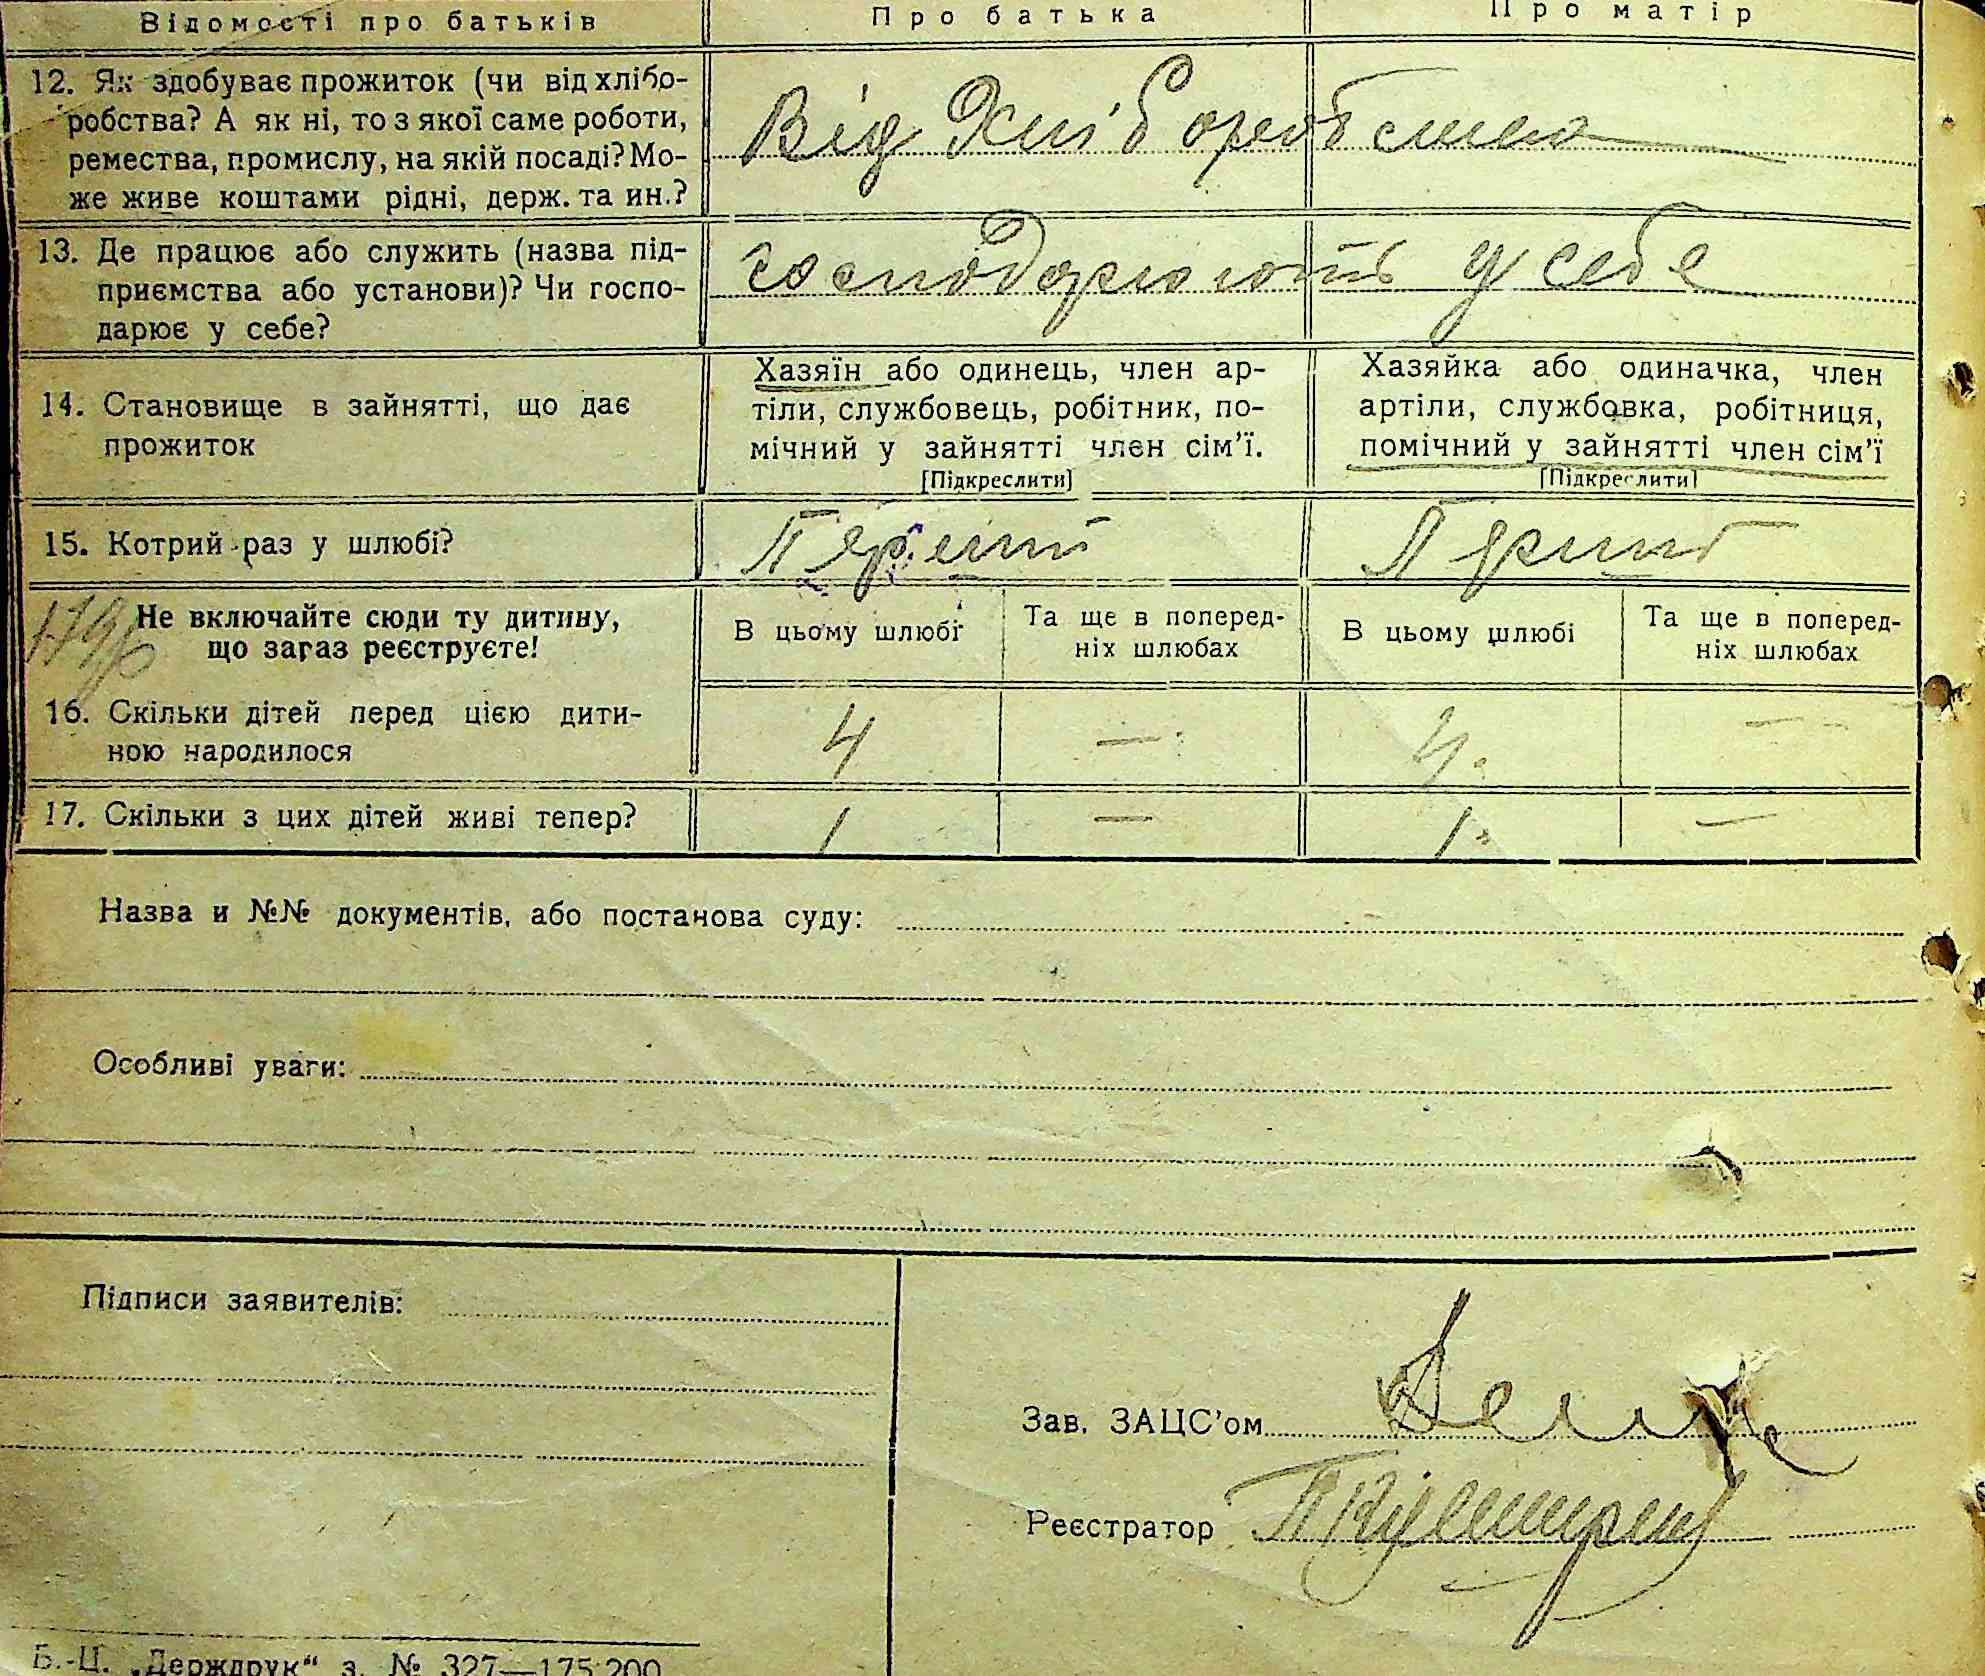 Відомості про батьків
Про батька
Про матір
12. Як здобуває прожиток (чи від хлібо-
робства? А як ні, то з якої саме роботи,
ремества, промислу, на якій посаді? Мо-
же живе коштами рідні, держ. та ин.?
Від Хліборобства
13. Де працює або служить (назва під-
приємства або установи)? Чи госпо-
дарює у себе?
господарюють у себе
14. Становище в зайнятті, що дає
прожиток
Хазяїн або одинець, член ар-
тіли, службовець, робітник, по-
мічний у зайнятті член сім'ї.
[Підкреслити]
Хазяйка або одиначка, член
артіли, службовка, робітниця,
помічний у зайнятті член сім'ї
[Підкреслити]
15. Котрий раз у шлюбі?
Не включайте сюди ту дитину,
що зараз реєструєте!
В цьому шлюбі
Та ще в поперед-
ніх шлюбах
В цьому шлюбі
Та ще в поперед-
ніх шлюбах
16. Скільки дітей перед цією дити-
ною народилося
4 — 4. —
17. Скільки з цих дітей живі тепер?
1 — 1 —
Назва и №№ документів, або постанова суду:
Особливі уваги:
Підписи заявителів:
Зав. ЗАЦС'ом
Реєстратор
Б.-Ц. „Держдрук" з. № 327—175.200